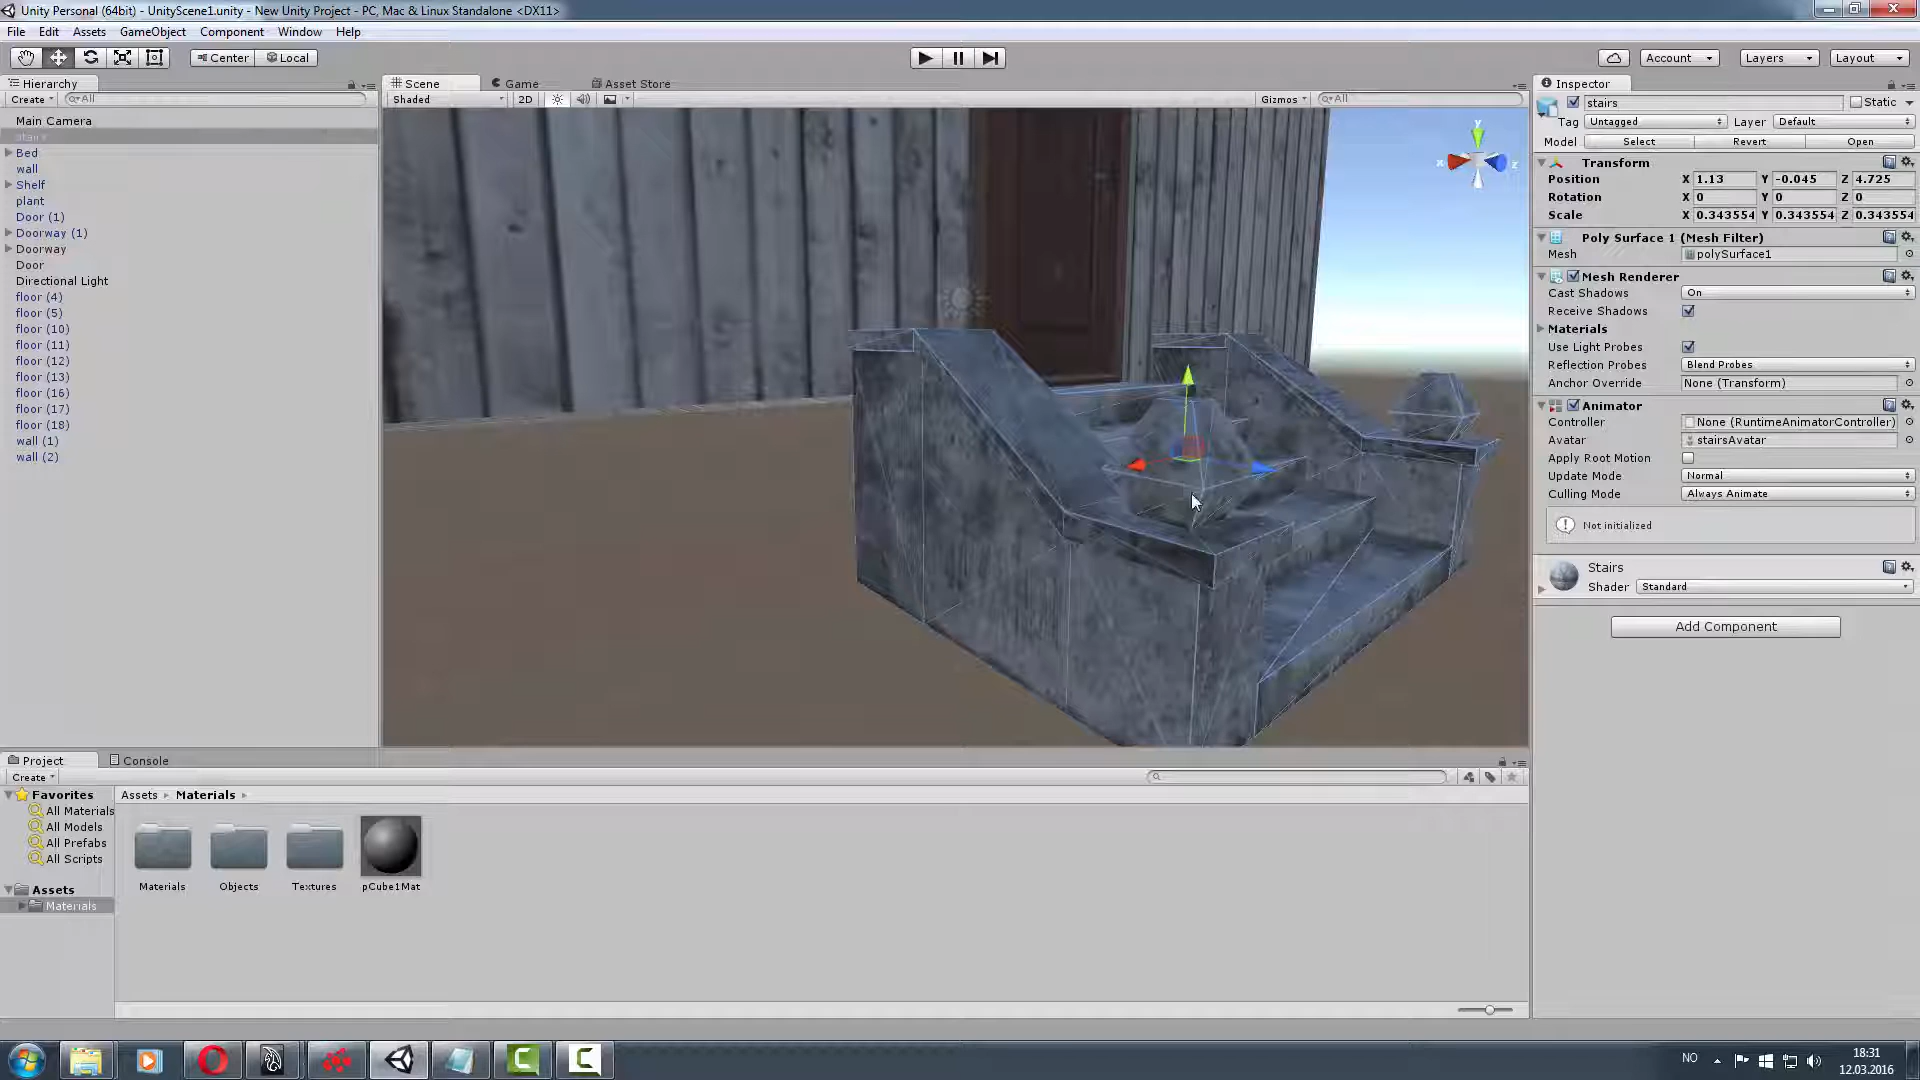 Unity Personal (64bit) - UnityScene1.unity - New Unity Project - PC, Mac & Linux Standalone <DX11>
File Edit Assets GameObject Component Window Help
Center Local Account Layers Layout
Hierarchy Scene Game Asset Store Inspector
Create All Shaded 2D Gizmos All
stairs Static
Tag Untagged Layer Default
Model Select Revert Open
Main Camera
stairs
Bed
wall
Shelf
plant
Door (1)
Doorway (1)
Doorway
Door
Directional Light
floor (4)
floor (5)
floor (10)
floor (11)
floor (12)
floor (13)
floor (16)
floor (17)
floor (18)
wall (1)
wall (2)
y
x z
Transform
Position X 1.13 Y -0.045 Z 4.725
Rotation X 0 Y 0 Z 0
Scale X 0.343554 Y 0.343554 Z 0.343554
Poly Surface 1 (Mesh Filter)
Mesh polySurface1
Mesh Renderer
Cast Shadows On
Receive Shadows
Materials
Use Light Probes
Reflection Probes Blend Probes
Anchor Override None (Transform)
Animator
Controller None (RuntimeAnimatorController)
Avatar stairsAvatar
Apply Root Motion
Update Mode Normal
Culling Mode Always Animate
Not initialized
Stairs
Shader Standard
Add Component
Project Console
Create
Favorites
All Materials
All Models
All Prefabs
All Scripts
Assets
Materials
Assets Materials
Materials Objects Textures pCube1Mat
NO 18:31
12.03.2016